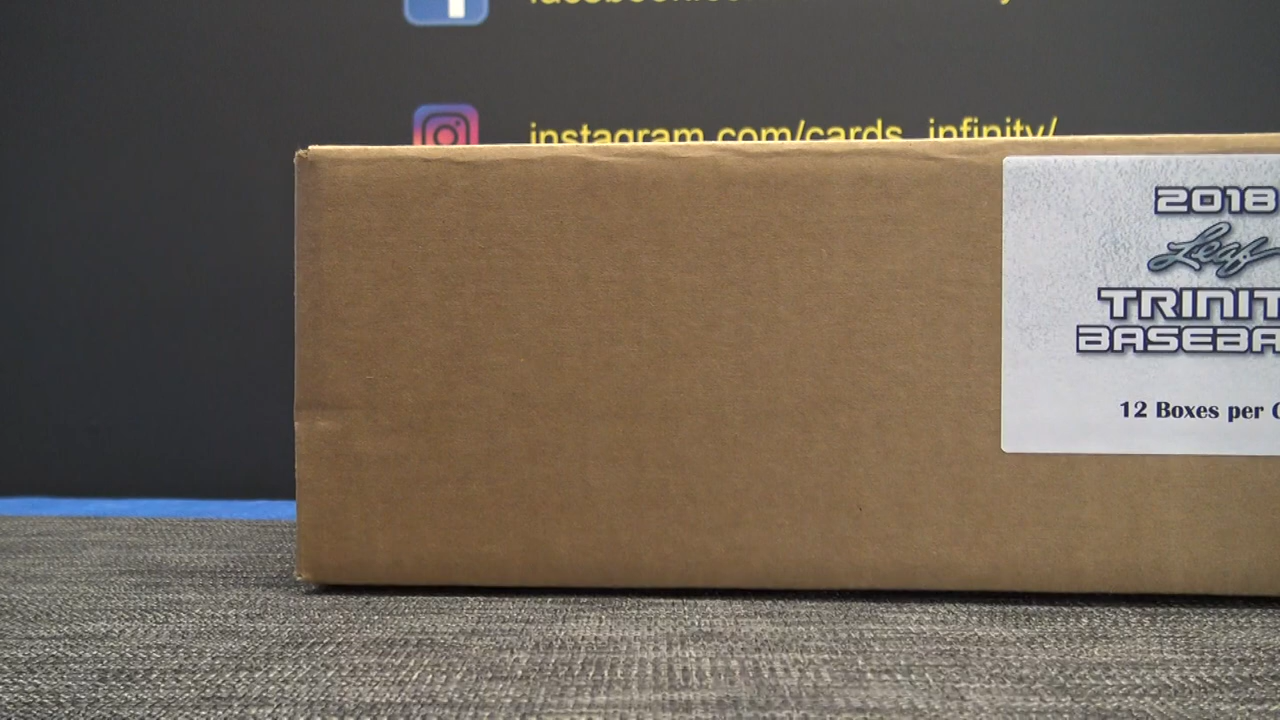 instagram.com/cards_infinity/
2018
Leaf
TRINIT
BASEBA
12 Boxes per